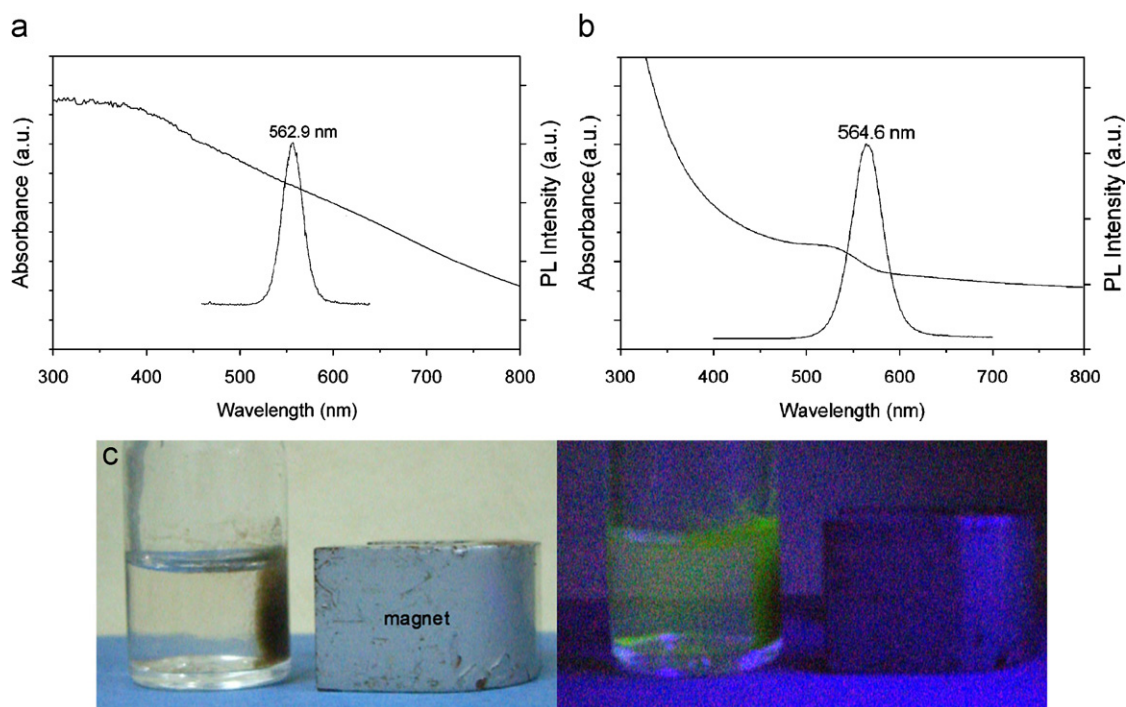 a
b
562.9 nm
564.6 nm
Absorbance (a.u.)
PL Intensity (a.u.)
Absorbance (a.u.)
PL Intensity (a.u.)
300 400 500 600 700 800
300 400 500 600 700 800
Wavelength (nm)
Wavelength (nm)
c
magnet